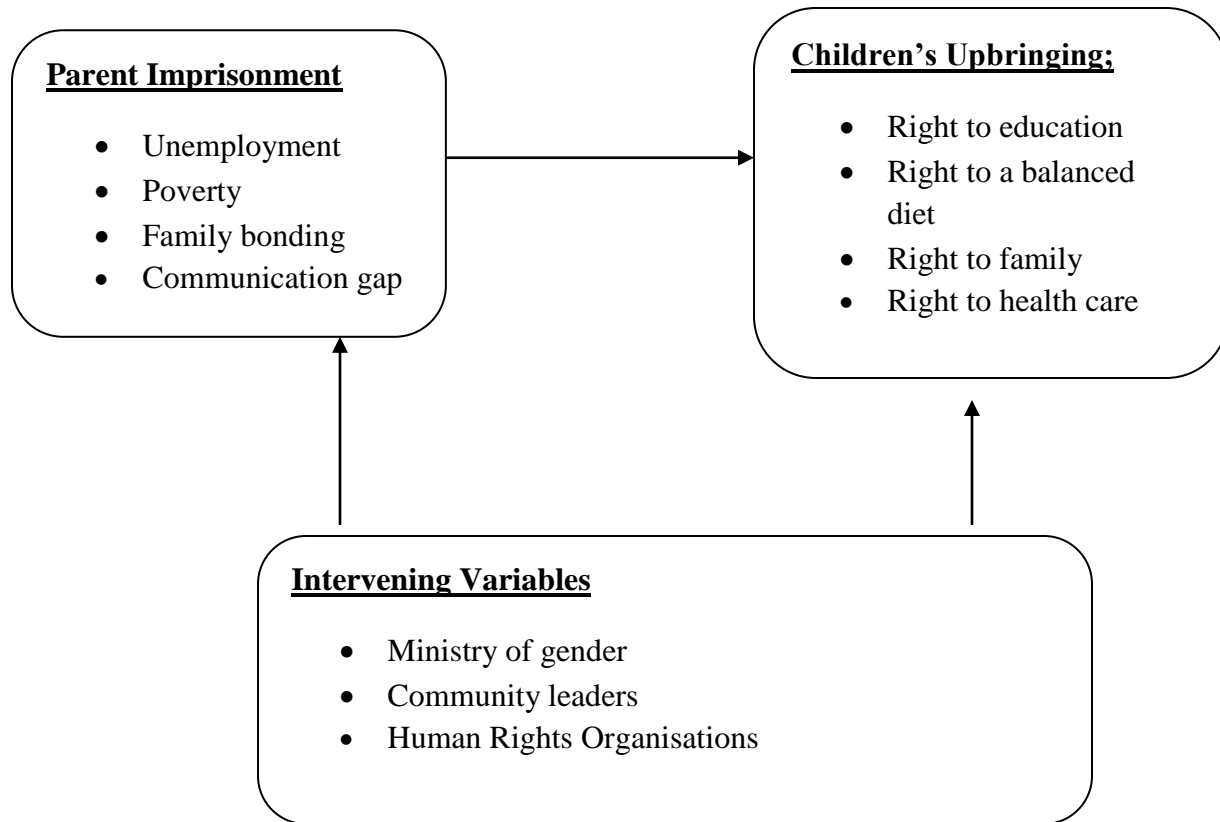 Parent Imprisonment
• Unemployment
• Poverty
• Family bonding
• Communication gap
Children’s Upbringing;
• Right to education
• Right to a balanced
diet
• Right to family
• Right to health care
Intervening Variables
• Ministry of gender
• Community leaders
• Human Rights Organisations